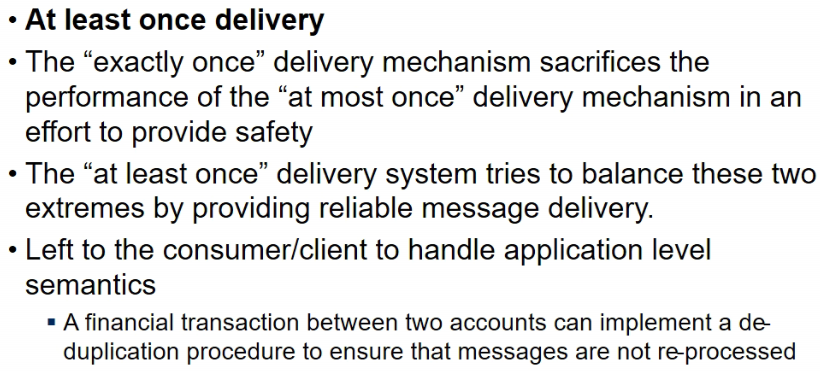 • At least once delivery
• The “exactly once” delivery mechanism sacrifices the
performance of the “at most once” delivery mechanism in an
effort to provide safety
• The “at least once” delivery system tries to balance these two
extremes by providing reliable message delivery.
• Left to the consumer/client to handle application level
semantics
▪ A financial transaction between two accounts can implement a de-
duplication procedure to ensure that messages are not re-processed